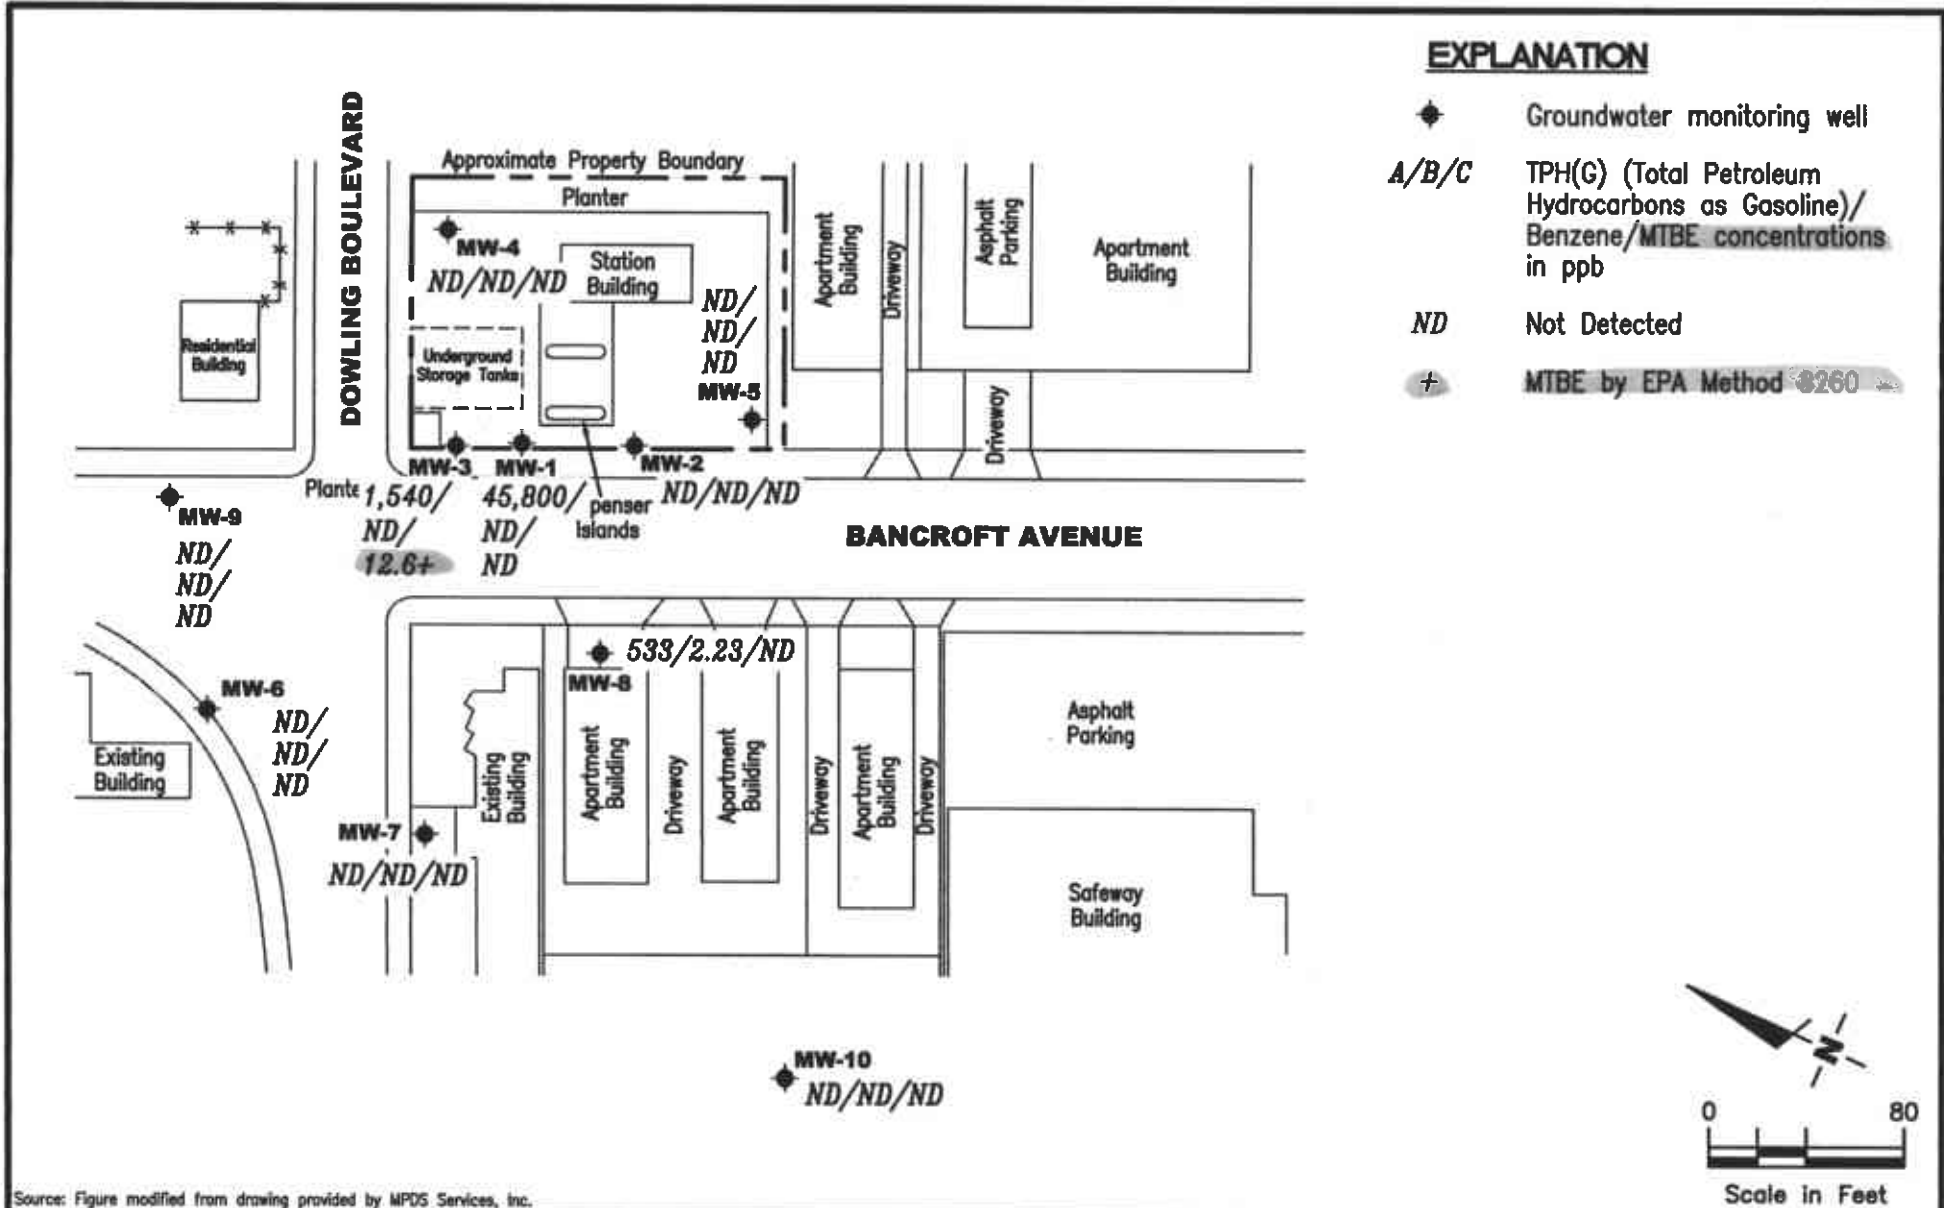 EXPLANATION
Groundwater monitoring well
A/B/C TPH(G) (Total Petroleum
Hydrocarbons as Gasoline)/
Benzene/MTBE concentrations
in ppb
ND Not Detected
+ MTBE by EPA Method 8260
DOWLING BOULEVARD
Approximate Property Boundary
Planter
MW-4
ND/ND/ND
Station
Building
ND/
ND/
ND
MW-5
Underground
Storage Tanks
Residential
Building
Apartment
Building
Driveway
Asphalt
Parking
Apartment
Building
Driveway
MW-3
MW-1
MW-2
Plante
1,540/
ND/
12.6+
45,800/
ND/
ND
penser
Islands
ND/ND/ND
BANCROFT AVENUE
MW-9
ND/
ND/
ND
533/2.23/ND
MW-8
MW-6
ND/
ND/
ND
Existing
Building
MW-7
ND/ND/ND
Existing
Building
Apartment
Building
Driveway
Apartment
Building
Driveway
Apartment
Building
Driveway
Asphalt
Parking
Safeway
Building
MW-10
ND/ND/ND
N
0 80
Scale in Feet
Source: Figure modified from drawing provided by MPDS Services, Inc.